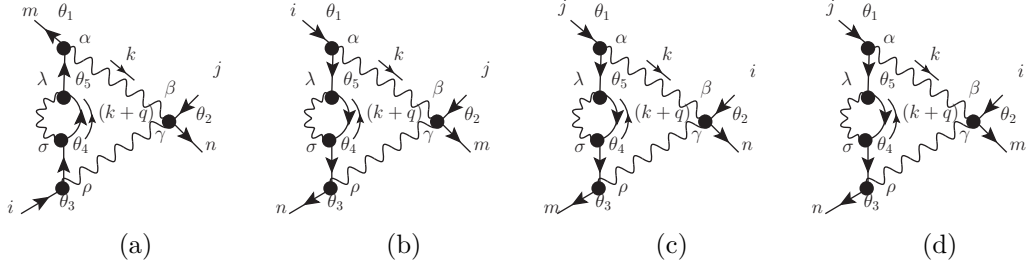 m θ₁ α k λ θ₅ β j (k + q) θ₂ σ θ₄ γ n ρ i θ₃
(a)
i θ₁ α k λ θ₅ β j (k + q) θ₂ σ θ₄ γ m ρ n θ₃
(b)
j θ₁ α k λ θ₅ β i (k + q) θ₂ σ θ₄ γ n ρ m θ₃
(c)
j θ₁ α k λ θ₅ β i (k + q) θ₂ σ θ₄ γ m ρ n θ₃
(d)